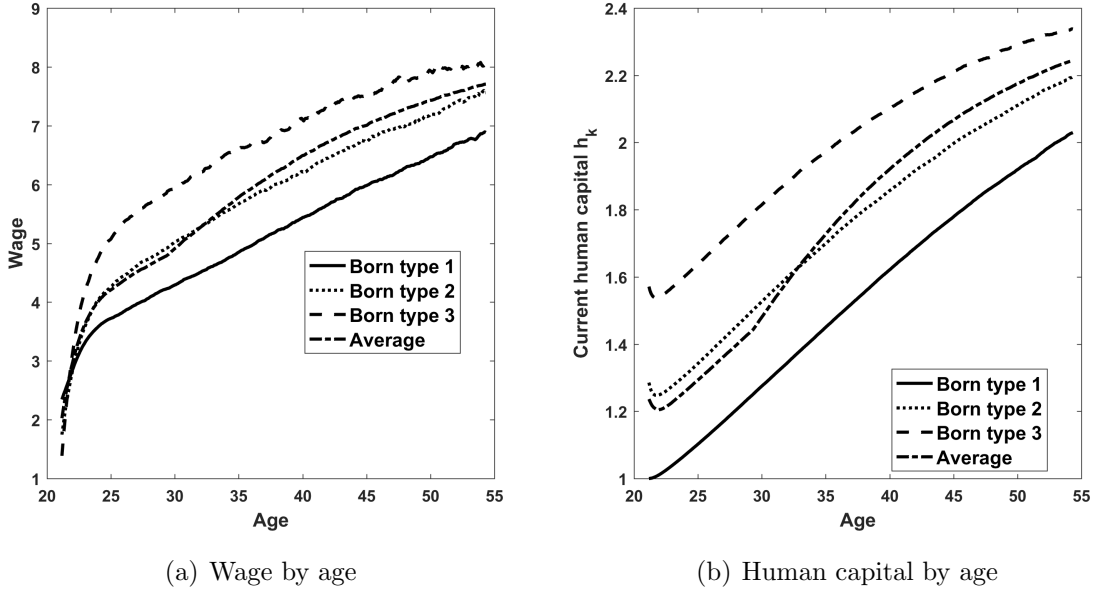 9
8
7
6
5
4
3
2
1
Wage
20 25 30 35 40 45 50 55
Age
Born type 1
Born type 2
Born type 3
Average
(a) Wage by age
2.4
2.2
2
1.8
1.6
1.4
1.2
1
Current human capital h_k
20 25 30 35 40 45 50 55
Age
Born type 1
Born type 2
Born type 3
Average
(b) Human capital by age